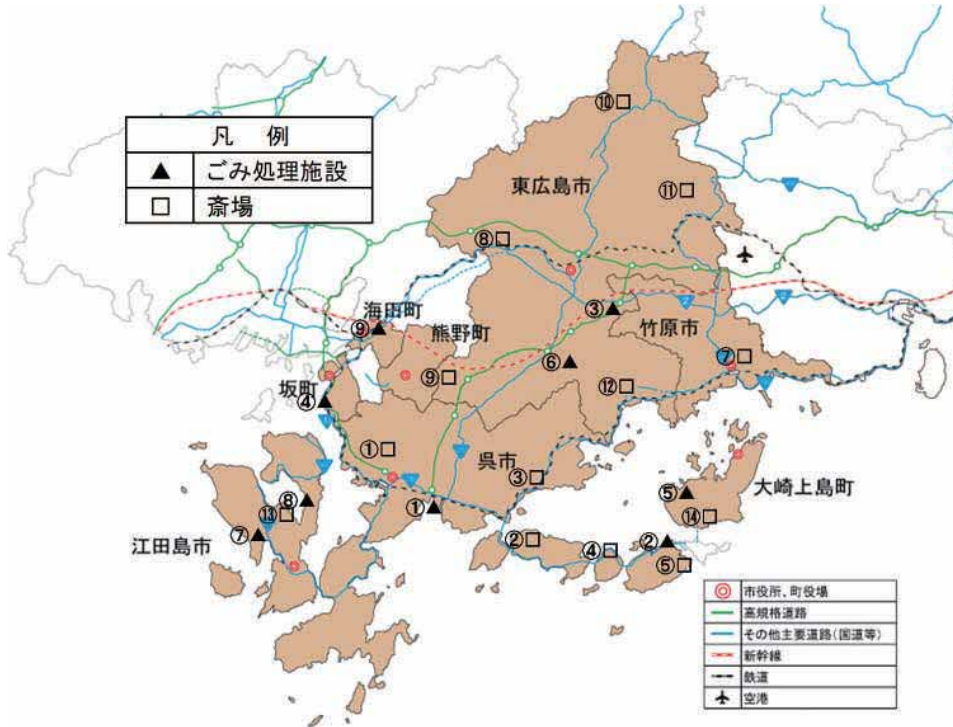 凡 例
▲ ごみ処理施設
□ 斎場
⑩□
東広島市
⑪□
⑧□
海田町
③▲
⑨▲
熊野町
竹原市
⑦□
⑥▲
⑨□
坂町
⑫□
④▲
①□
呉市
③□
大崎上島町
⑤▲
⑧▲
①▲
⑬□
⑭□
⑦▲
江田島市
②□
④□
②▲
⑤□
市役所，町役場
高規格道路
その他主要道路（国道等）
新幹線
鉄道
空港